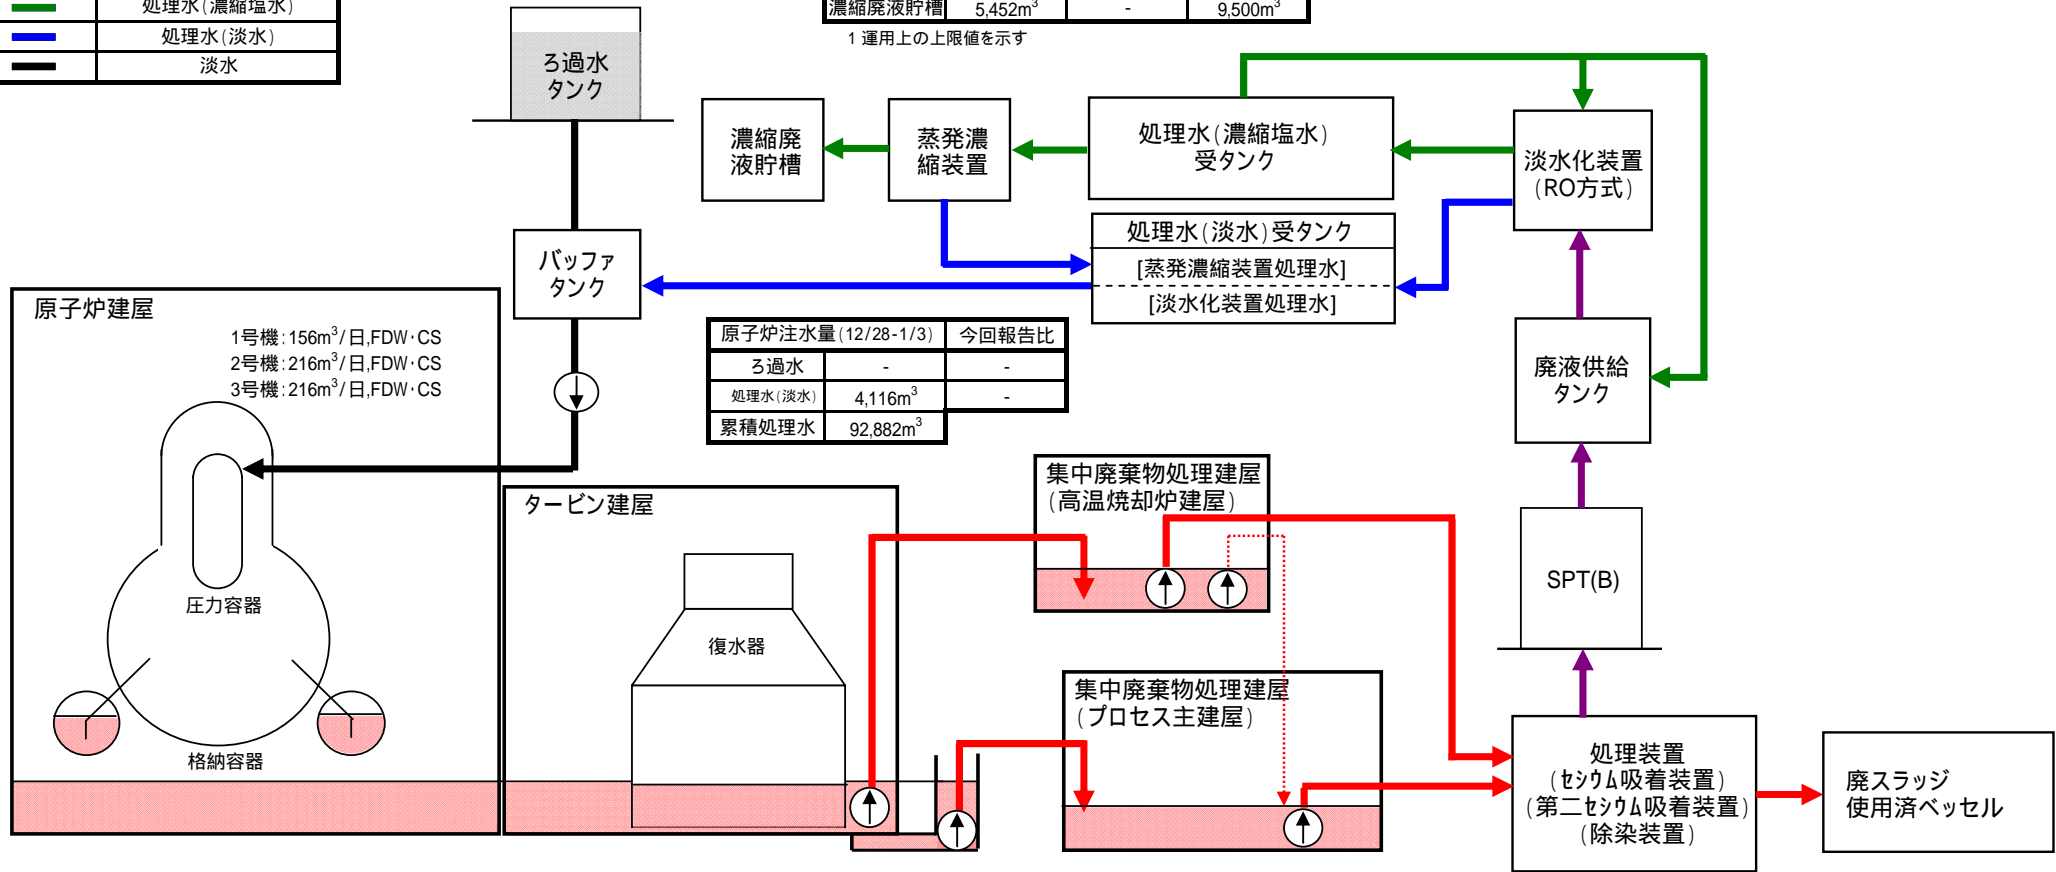 処理水(濃縮塩水)
処理水(淡水)
淡水
濃縮廃液貯槽 5,452m³ - 9,500m³
1 運用上の上限値を示す
ろ過水
タンク
濃縮廃
液貯槽
蒸発濃
縮装置
処理水(濃縮塩水)
受タンク
淡水化装置
(RO方式)
処理水(淡水)受タンク
[蒸発濃縮装置処理水]
[淡水化装置処理水]
バッファ
タンク
原子炉建屋
1号機:156m³/日,FDW・CS
2号機:216m³/日,FDW・CS
3号機:216m³/日,FDW・CS
原子炉注水量(12/28-1/3) 今回報告比
ろ過水 - -
処理水(淡水) 4,116m³ -
累積処理水 92,882m³
廃液供給
タンク
圧力容器
格納容器
タービン建屋
復水器
集中廃棄物処理建屋
(高温焼却炉建屋)
SPT(B)
集中廃棄物処理建屋
(プロセス主建屋)
処理装置
(セシウム吸着装置)
(第二セシウム吸着装置)
(除染装置)
廃スラッジ
使用済ベッセル